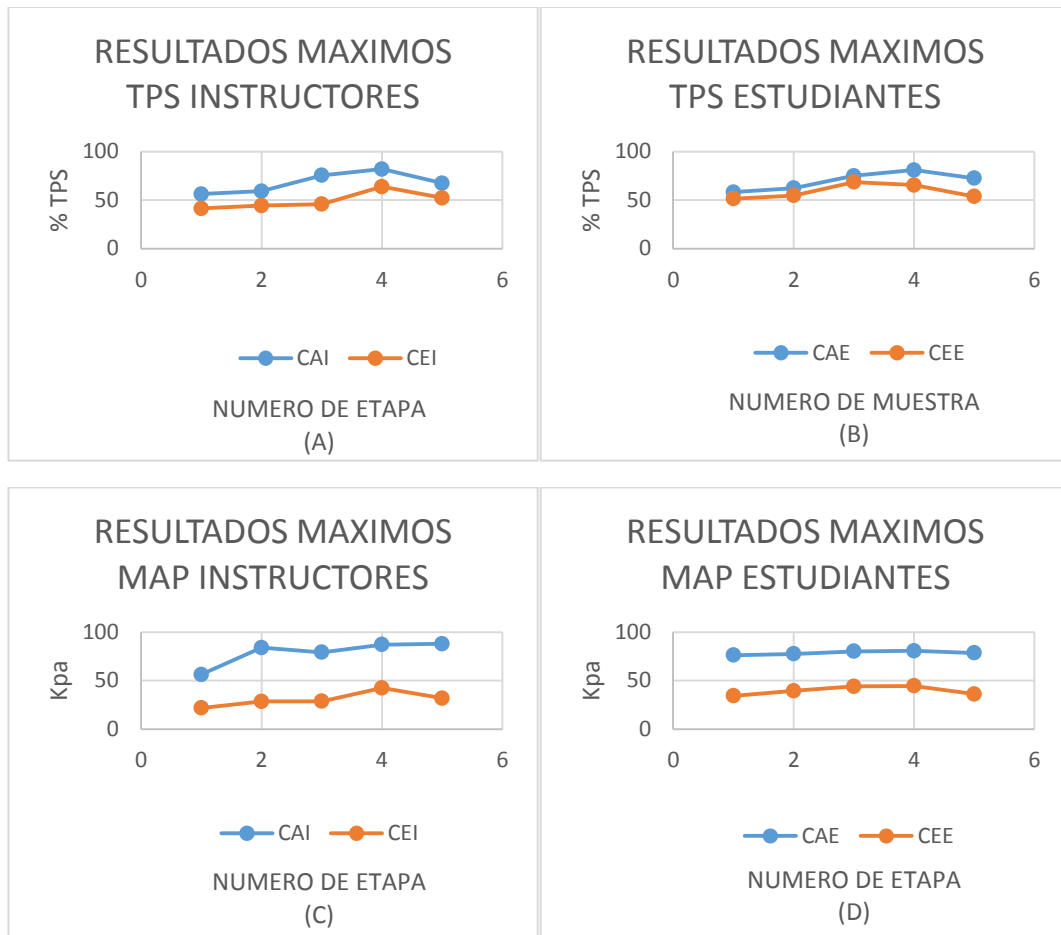 RESULTADOS MAXIMOS
TPS INSTRUCTORES
% TPS
100
50
0
0 2 4 6
CAI CEI
NUMERO DE ETAPA
(A)
RESULTADOS MAXIMOS
TPS ESTUDIANTES
% TPS
100
50
0
0 2 4 6
CAE CEE
NUMERO DE MUESTRA
(B)
RESULTADOS MAXIMOS
MAP INSTRUCTORES
Kpa
100
50
0
0 2 4 6
CAI CEI
NUMERO DE ETAPA
(C)
RESULTADOS MAXIMOS
MAP ESTUDIANTES
Kpa
100
50
0
0 2 4 6
CAE CEE
NUMERO DE ETAPA
(D)